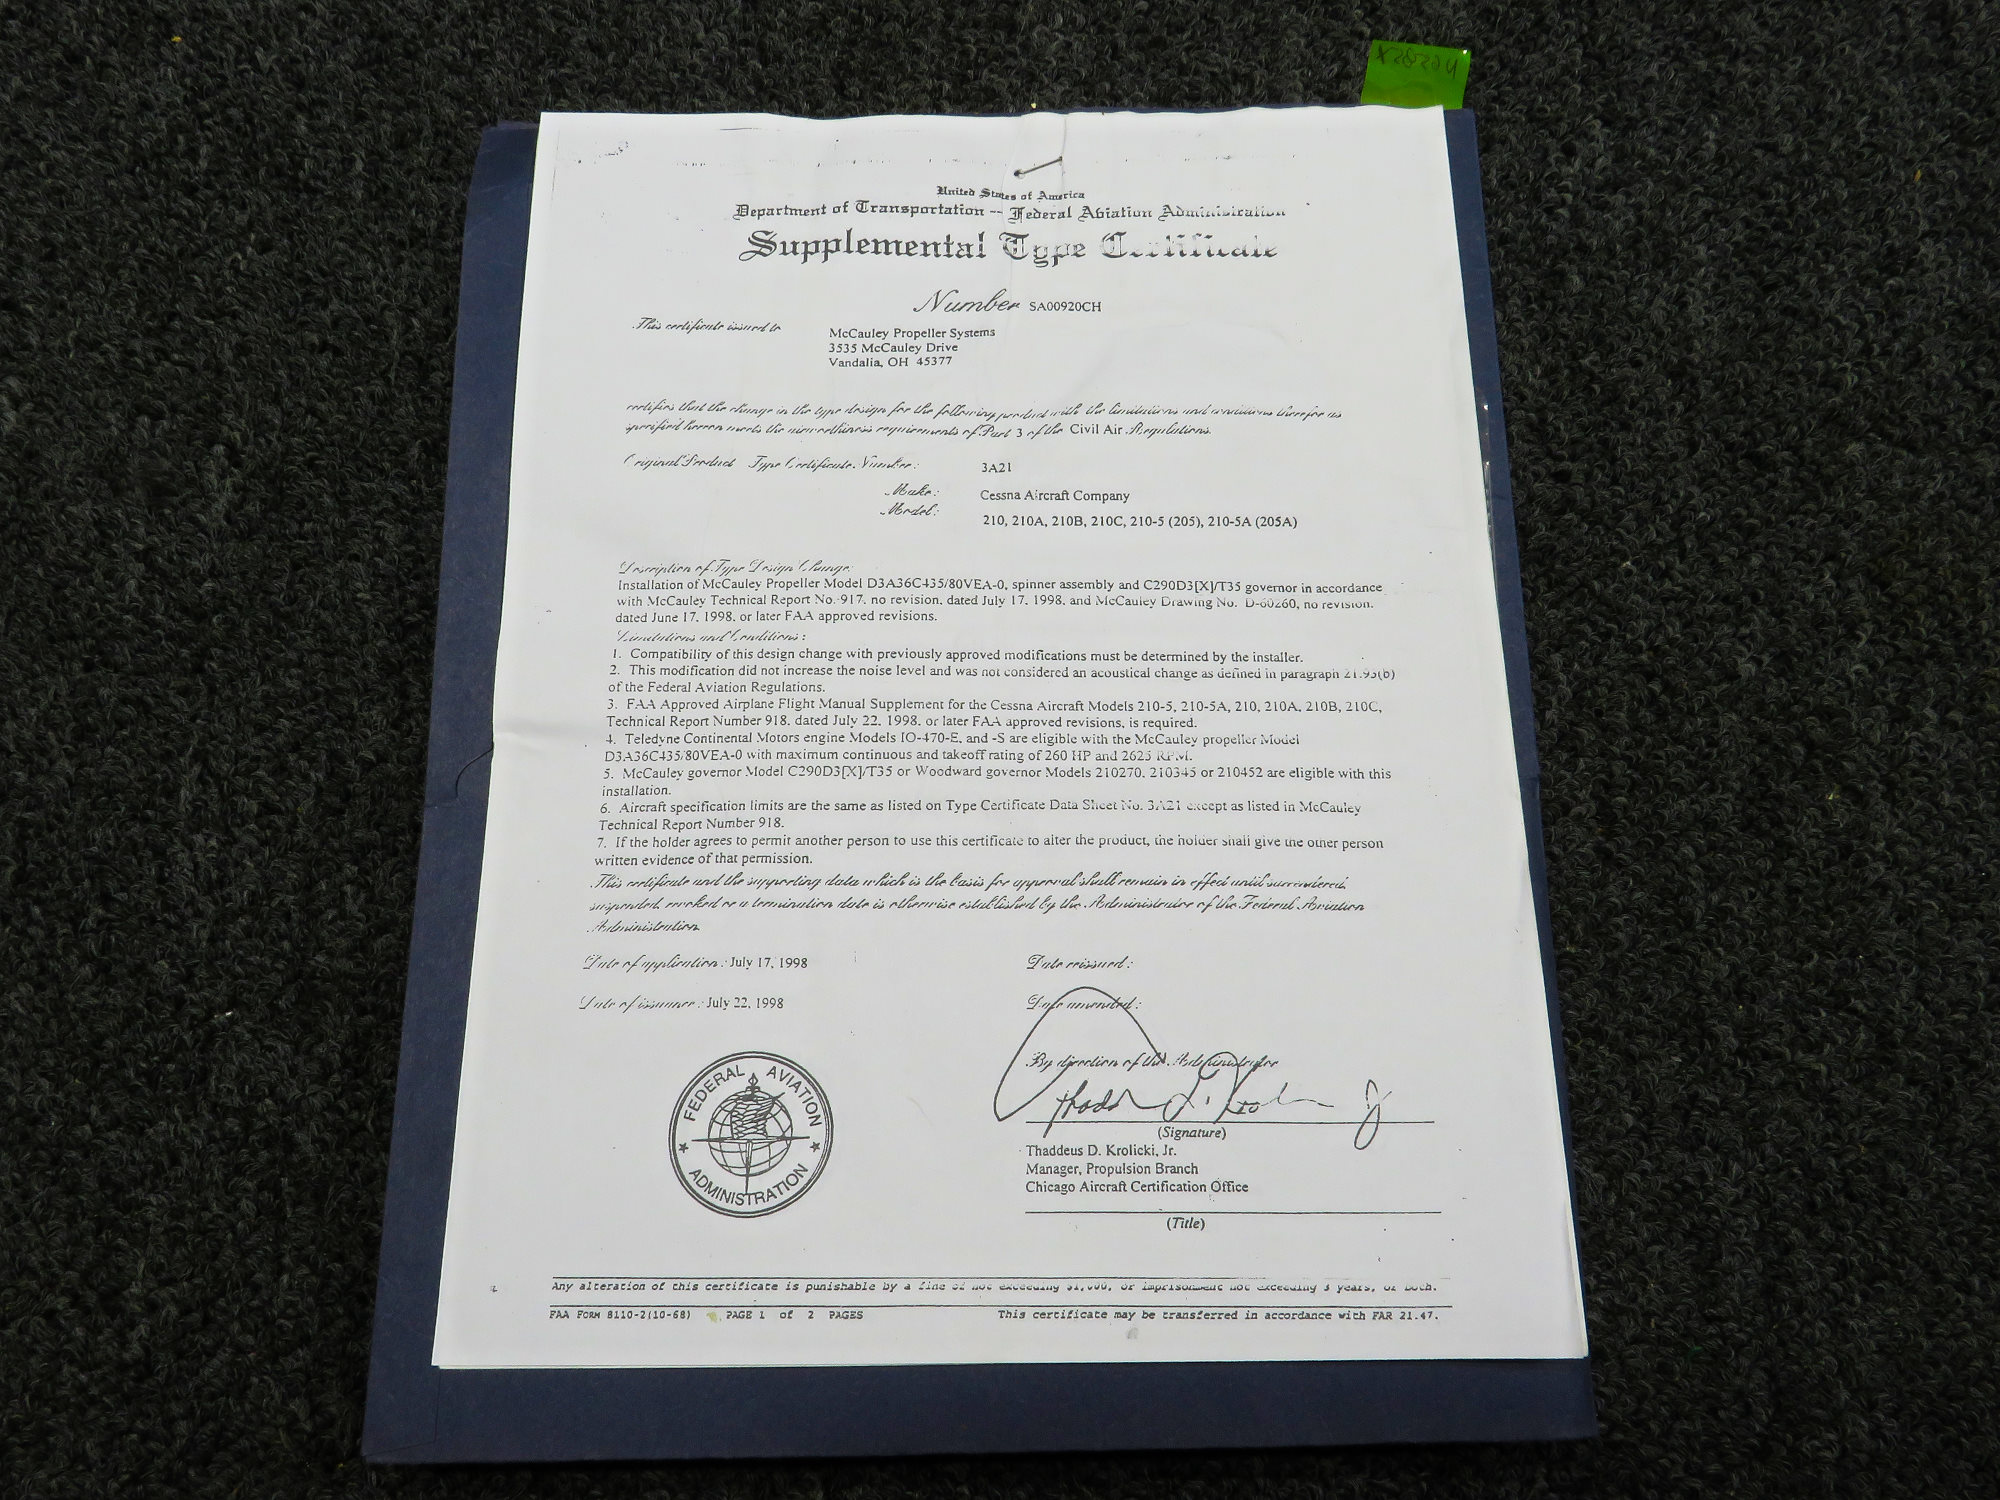 United States of America
Department of Transportation -- Federal Aviation Administration
Supplemental Type Certificate
Number SA00920CH
This certificate issued to
McCauley Propeller Systems
3535 McCauley Drive
Vandalia, OH 45377
certifies that the change in the type design for the following product with the limitations and conditions therefor as
specified hereon meets the airworthiness requirements of Part 3 of the Civil Air Regulations.
Original Product Type Certificate Number: 3A21
Make: Cessna Aircraft Company
Model: 210, 210A, 210B, 210C, 210-5 (205), 210-5A (205A)
Description of Type Design Change:
Installation of McCauley Propeller Model D3A36C435/80VEA-0, spinner assembly and C290D3[X]/T35 governor in accordance
with McCauley Technical Report No. 917, no revision, dated July 17, 1998, and McCauley Drawing No. D-60260, no revision,
dated June 17, 1998, or later FAA approved revisions.
Limitations and Conditions:
1. Compatibility of this design change with previously approved modifications must be determined by the installer.
2. This modification did not increase the noise level and was not considered an acoustical change as defined in paragraph 21.93(b)
of the Federal Aviation Regulations.
3. FAA Approved Airplane Flight Manual Supplement for the Cessna Aircraft Models 210-5, 210-5A, 210, 210A, 210B, 210C,
Technical Report Number 918, dated July 22, 1998, or later FAA approved revisions, is required.
4. Teledyne Continental Motors engine Models IO-470-E, and -S are eligible with the McCauley propeller Model
D3A36C435/80VEA-0 with maximum continuous and takeoff rating of 260 HP and 2625 RPM.
5. McCauley governor Model C290D3[X]/T35 or Woodward governor Models 210270, 210345 or 210452 are eligible with this
installation.
6. Aircraft specification limits are the same as listed on Type Certificate Data Sheet No. 3A21 except as listed in McCauley
Technical Report Number 918.
7. If the holder agrees to permit another person to use this certificate to alter the product, the holder shall give the other person
written evidence of that permission.
This certificate and the supporting data which is the basis for approval shall remain in effect until surrendered,
suspended, revoked or a termination date is otherwise established by the Administrator of the Federal Aviation
Administration.
Date of application: July 17, 1998
Date reissued:
Date of issuance: July 22, 1998
Date amended:
By direction of the Administrator
(Signature)
Thaddeus D. Krolicki, Jr.
Manager, Propulsion Branch
Chicago Aircraft Certification Office
(Title)
FEDERAL AVIATION
ADMINISTRATION
Any alteration of this certificate is punishable by a fine of not exceeding $1,000, or imprisonment not exceeding 3 years, or both.
FAA FORM 8110-2(10-68) PAGE 1 of 2 PAGES This certificate may be transferred in accordance with FAR 21.47.